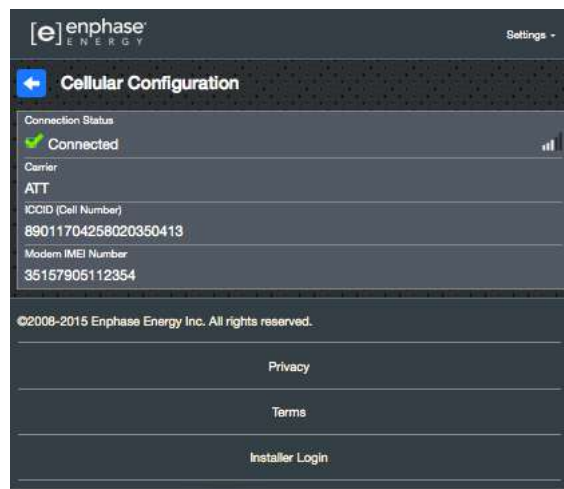 [e] enphase
ENERGY
Settings
Cellular Configuration
Connection Status
Connected
Carrier
ATT
ICCID (Cell Number)
89011704258020350413
Modem IMEI Number
35157905112354
©2008-2015 Enphase Energy Inc. All rights reserved.
Privacy
Terms
Installer Login